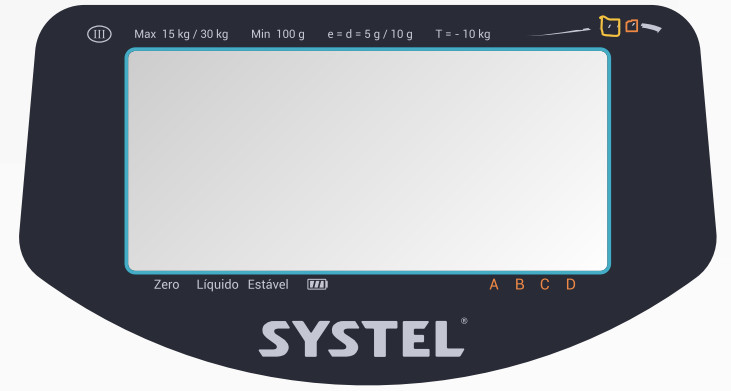 III Max 15 kg / 30 kg Min 100 g e = d = 5 g / 10 g T = - 10 kg
Zero Líquido Estável A B C D
SYSTEL®